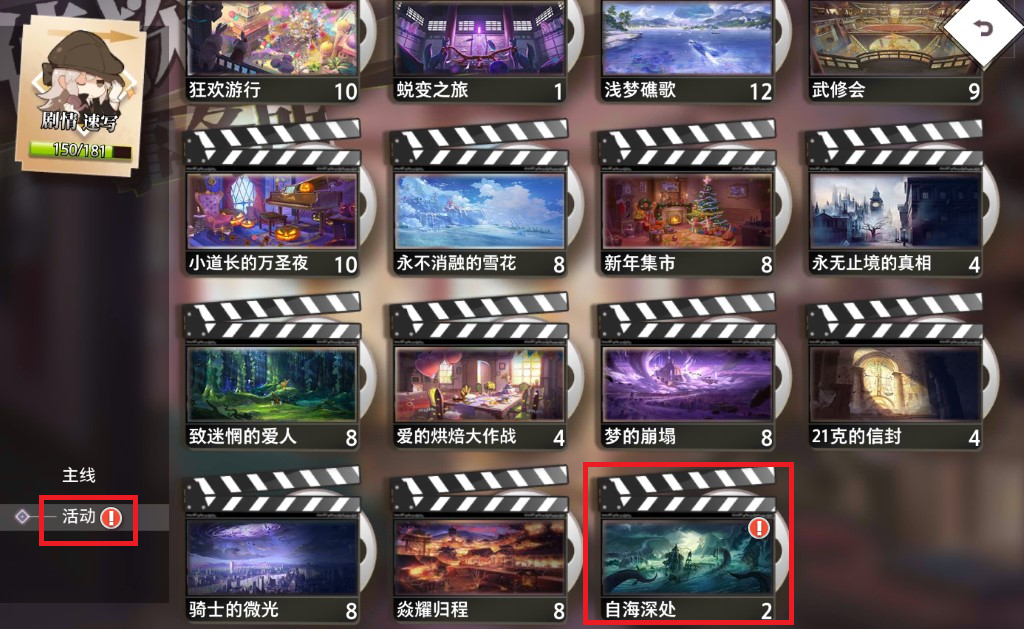 狂欢游行 10
蜕变之旅 1
浅梦礁歌 12
武修会 9
剧情 速写
150/181
小道长的万圣夜 10
永不消融的雪花 8
新年集市 8
永无止境的真相 4
致迷惘的爱人 8
爱的烘焙大作战 4
梦的崩塌 8
21克的信封 4
主线
活动
骑士的微光 8
焱耀归程 8
自海深处 2